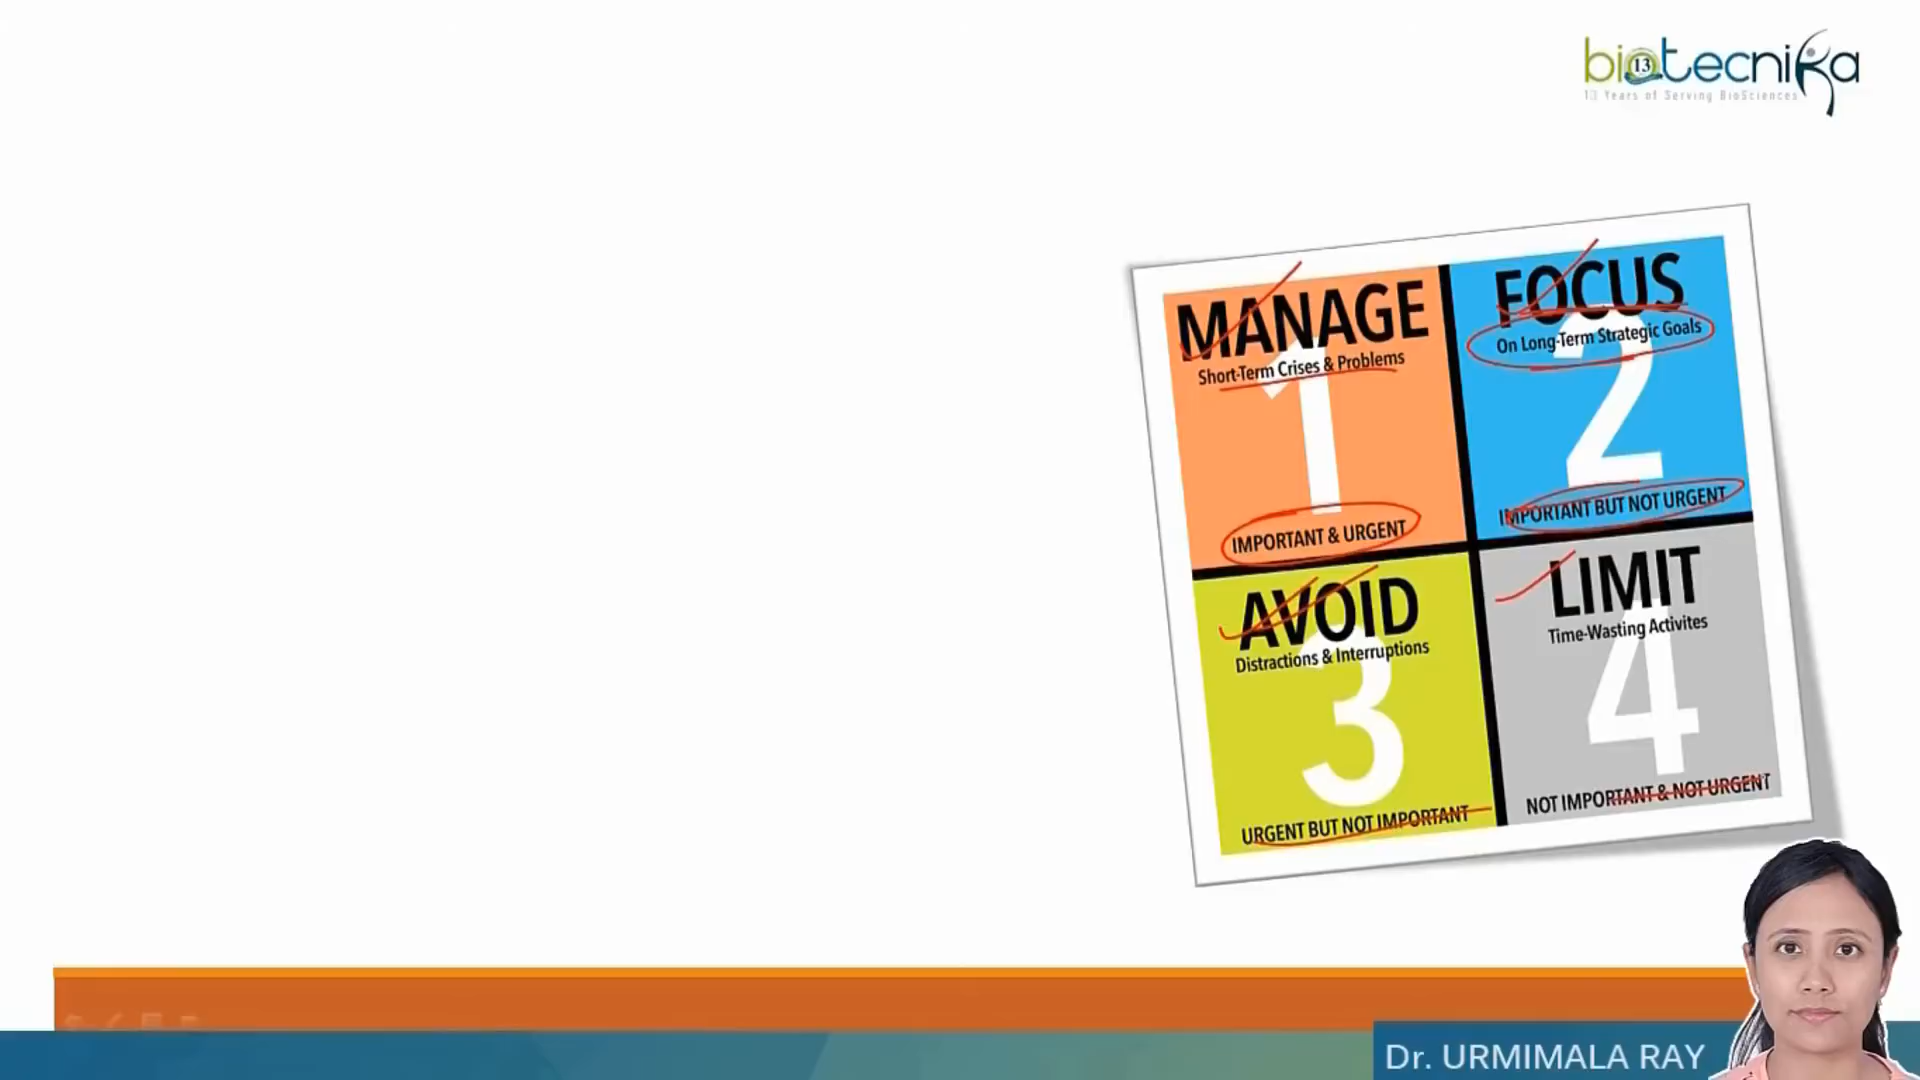 biotecnika
13
13 Years of Serving BioSciences
MANAGE
Short-Term Crises & Problems
1
IMPORTANT & URGENT
FOCUS
On Long-Term Strategic Goals
2
IMPORTANT BUT NOT URGENT
AVOID
Distractions & Interruptions
3
URGENT BUT NOT IMPORTANT
LIMIT
Time-Wasting Activites
4
NOT IMPORTANT & NOT URGENT
Dr. URMIMALA RAY